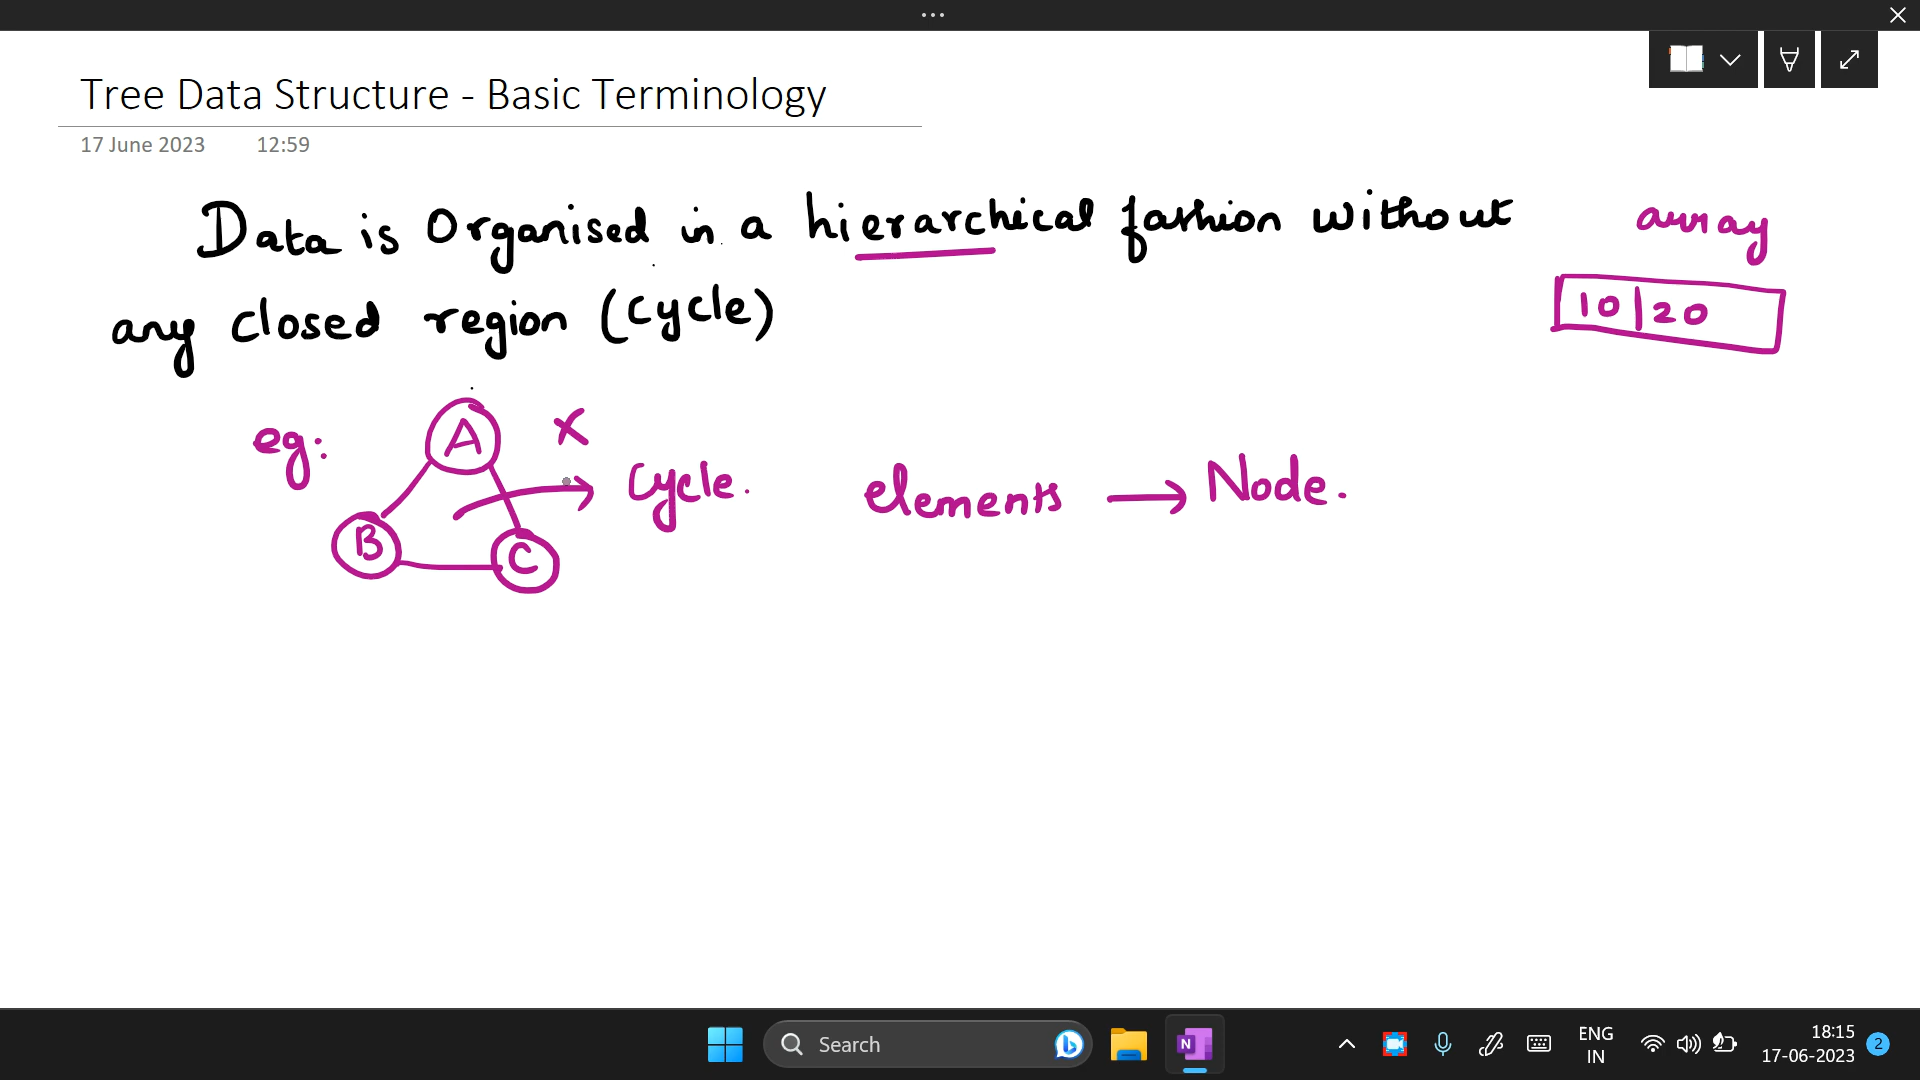 Tree Data Structure - Basic Terminology
17 June 2023 12:59
Data is Organised in a hierarchical fashion without
any closed region (cycle)
array
10 | 20
eg:
A
X
B
C
Cycle.
elements → Node.
Search
ENG
IN
18:15
17-06-2023
2
N